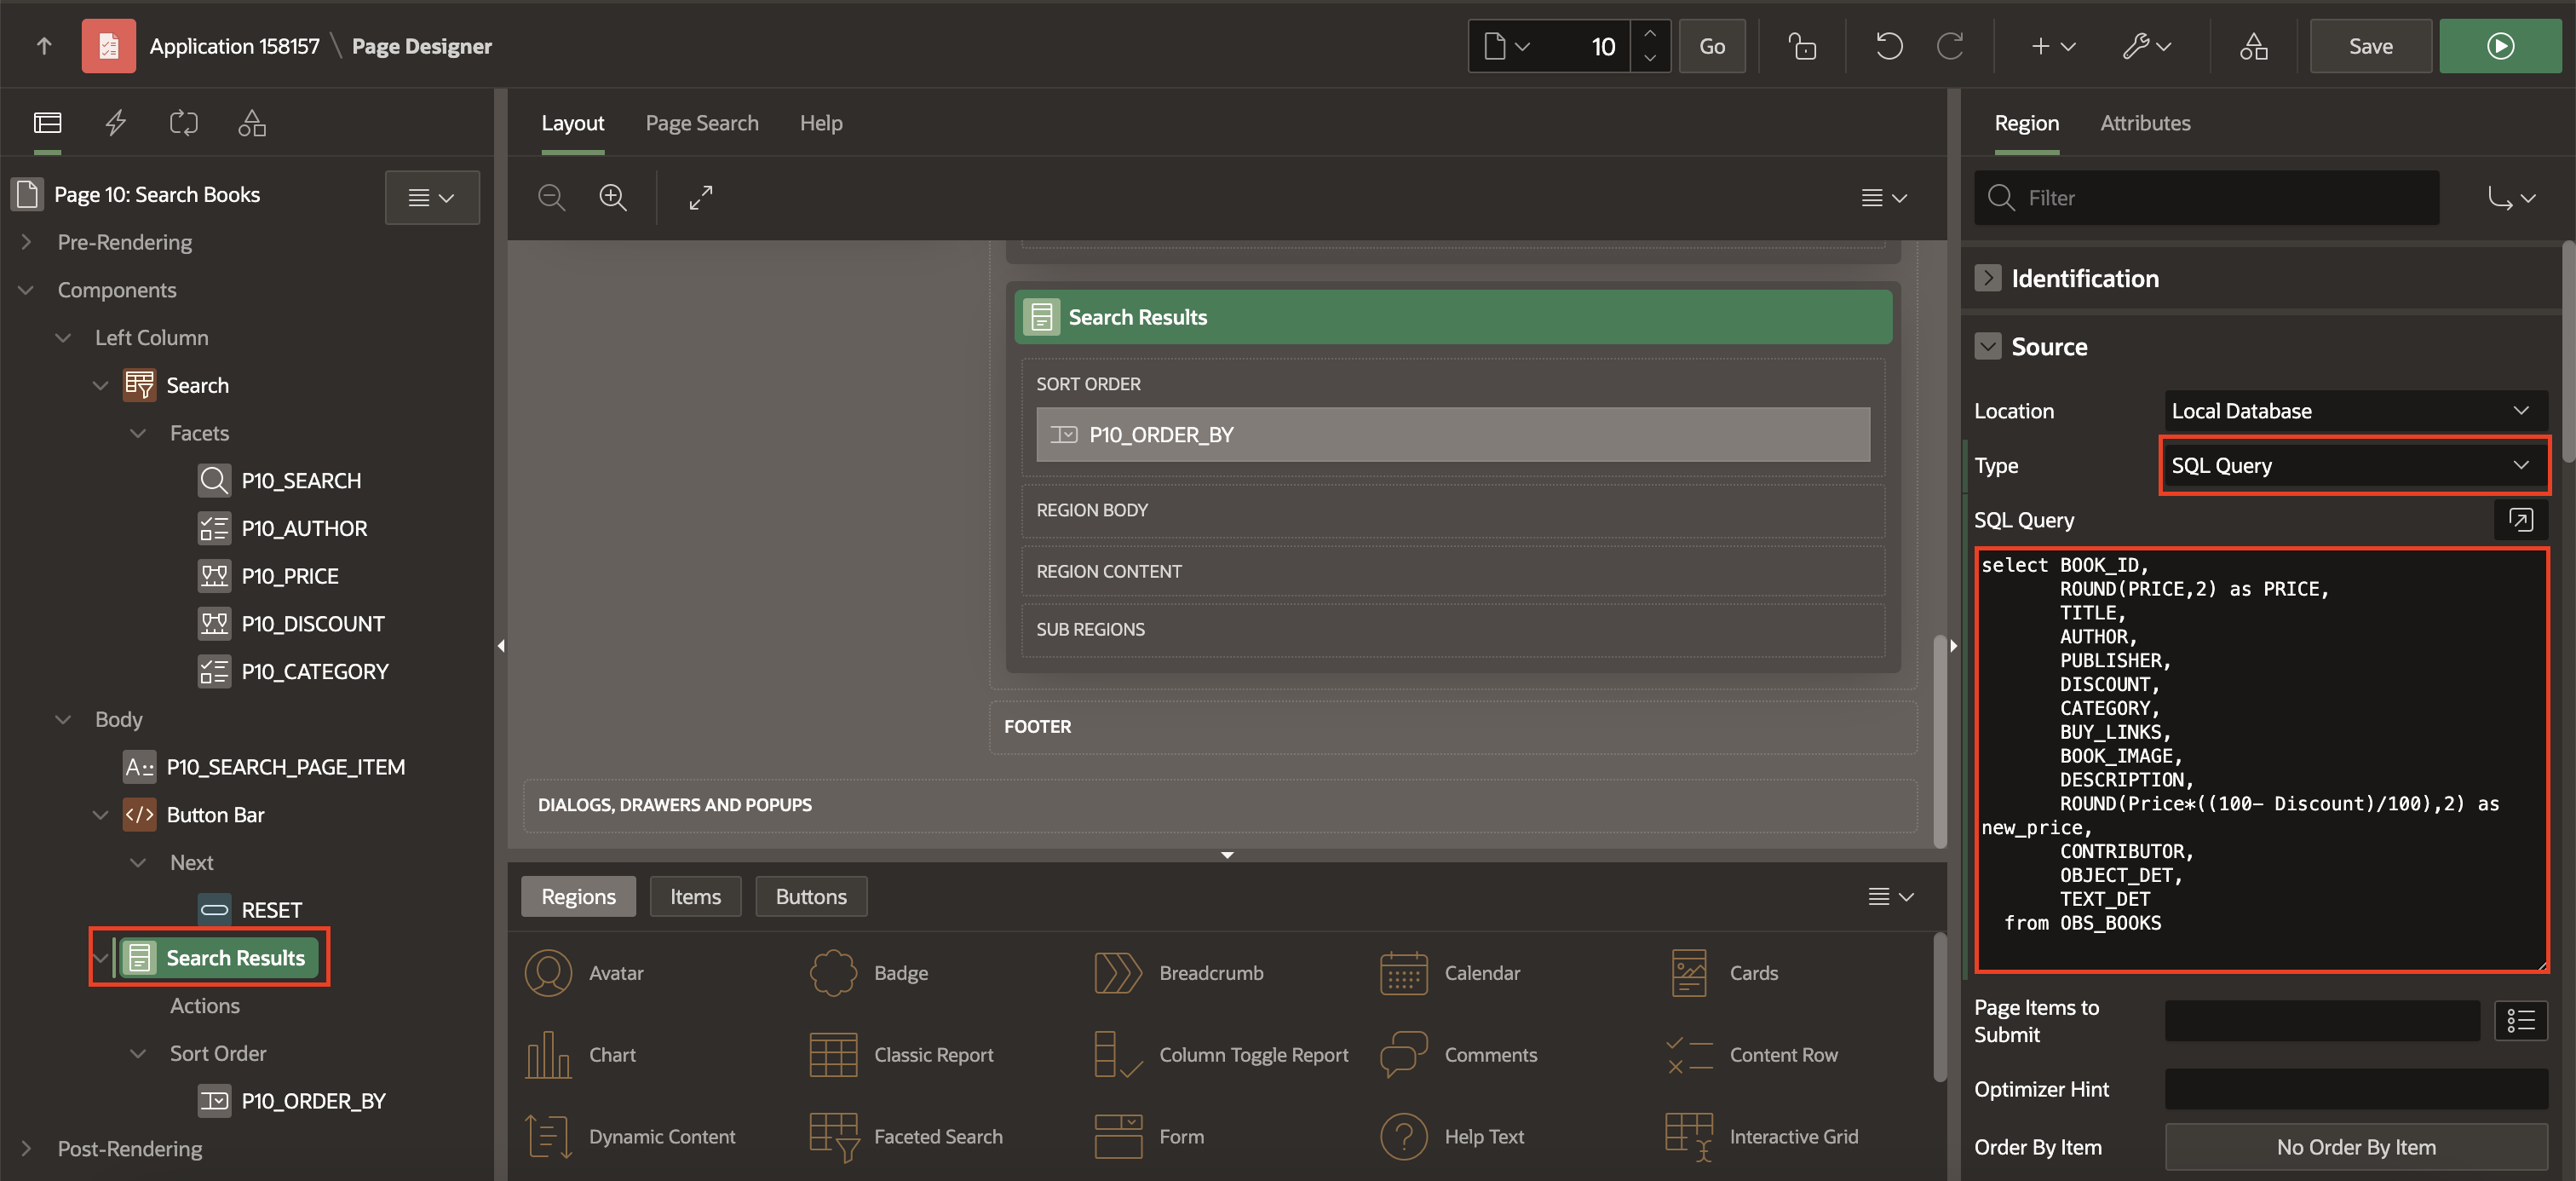 Application 158157 \ Page Designer
10
Go
Save
Page 10: Search Books
Pre-Rendering
Components
Left Column
Search
Facets
P10_SEARCH
P10_AUTHOR
P10_PRICE
P10_DISCOUNT
P10_CATEGORY
Body
P10_SEARCH_PAGE_ITEM
Button Bar
Next
RESET
Search Results
Actions
Sort Order
P10_ORDER_BY
Post-Rendering
Layout Page Search Help
Search Results
SORT ORDER
P10_ORDER_BY
REGION BODY
REGION CONTENT
SUB REGIONS
FOOTER
DIALOGS, DRAWERS AND POPUPS
Regions Items Buttons
Avatar Badge Breadcrumb Calendar Cards
Chart Classic Report Column Toggle Report Comments Content Row
Dynamic Content Faceted Search Form Help Text Interactive Grid
Region Attributes
Filter
Identification
Source
Location Local Database
Type SQL Query
SQL Query
select BOOK_ID,
ROUND(PRICE,2) as PRICE,
TITLE,
AUTHOR,
PUBLISHER,
DISCOUNT,
CATEGORY,
BUY_LINKS,
BOOK_IMAGE,
DESCRIPTION,
ROUND(Price*((100- Discount)/100),2) as
new_price,
CONTRIBUTOR,
OBJECT_DET,
TEXT_DET
from OBS_BOOKS
Page Items to
Submit
Optimizer Hint
Order By Item No Order By Item